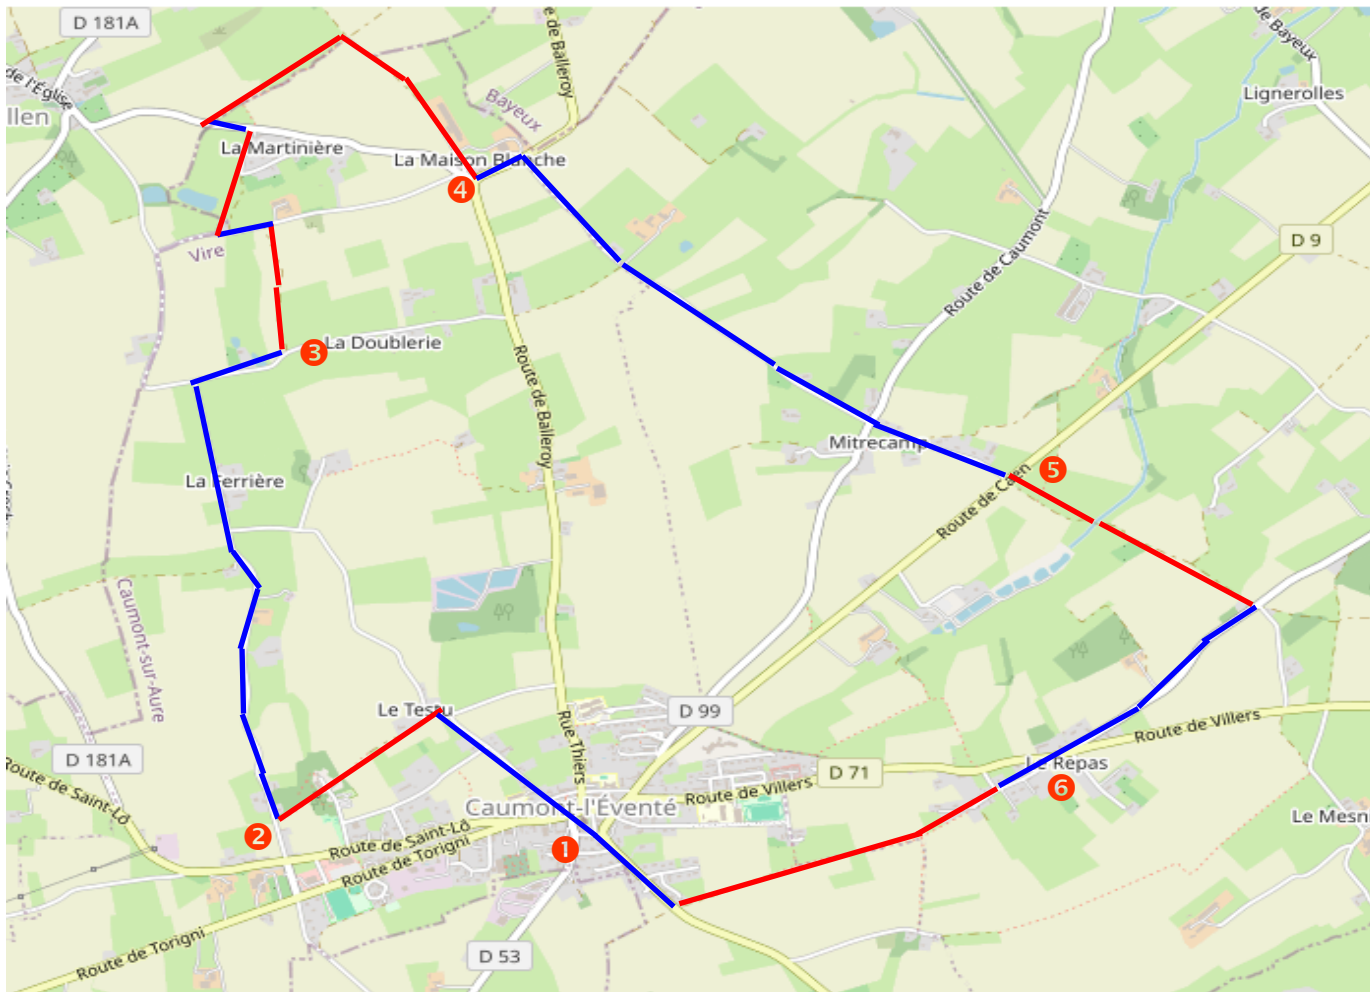 D 181A
de l'Église
llen
e de Balleroy
de Bayeux
Lignerolles
Bayeux
La Martinière
La Maison Blanche
4
Vire
Route de Caumont
D 9
3
La Doublerie
Route de Balleroy
Mitrecamp
5
Route de Caen
La Ferrière
Caumont-sur-Aure
Le Testu
D 99
Rue Thiers
Route de Villers
D 181A
D 71
Le Repas
6
Route de Saint-Lô
Caumont-l'Éventé
Route de Villers
Le Mesn
2
1
Route de Saint-Lô
Route de Torigni
Route de Torigni
D 53